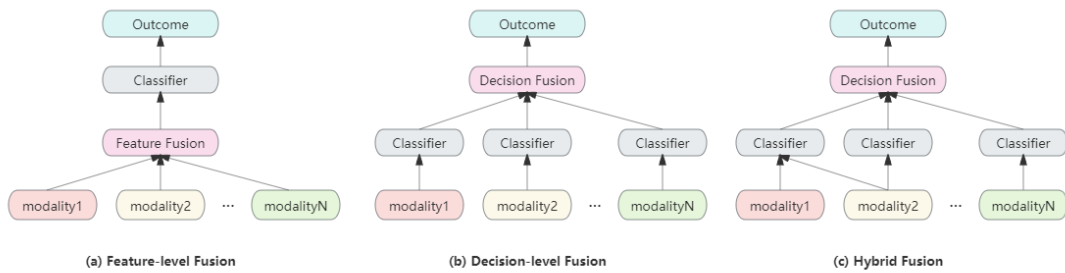 Outcome
Classifier
Feature Fusion
modality1
modality2
...
modalityN
(a) Feature-level Fusion
Outcome
Decision Fusion
Classifier
Classifier
Classifier
modality1
modality2
...
modalityN
(b) Decision-level Fusion
Outcome
Decision Fusion
Classifier
Classifier
Classifier
modality1
modality2
...
modalityN
(c) Hybrid Fusion